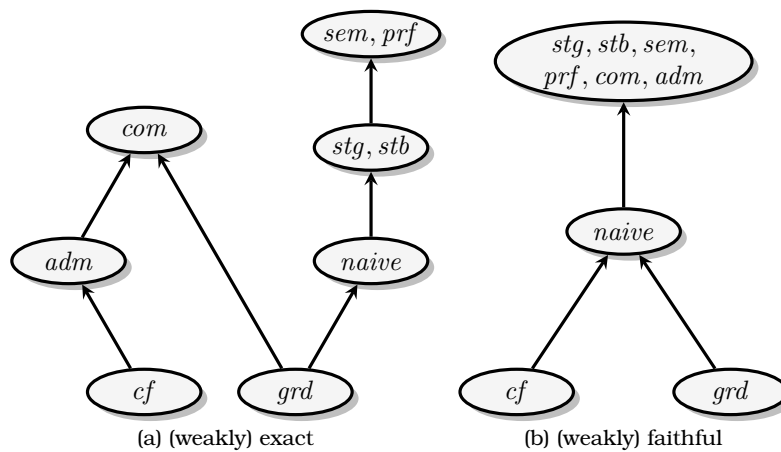 sem, prf
com
stg, stb
adm
naive
cf
grd
(a) (weakly) exact
stg, stb, sem,
prf, com, adm
naive
cf
grd
(b) (weakly) faithful